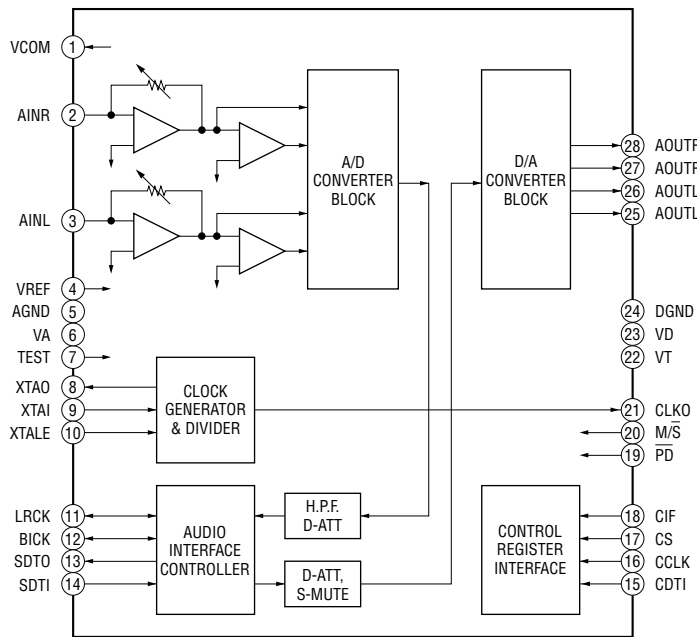 VCOM 1
AINR 2
AINL 3
VREF 4
AGND 5
VA 6
TEST 7
XTAO 8
XTAI 9
XTALE 10
LRCK 11
BICK 12
SDTO 13
SDTI 14
A/D
CONVERTER
BLOCK
D/A
CONVERTER
BLOCK
CLOCK
GENERATOR
& DIVIDER
AUDIO
INTERFACE
CONTROLLER
H.P.F.
D-ATT
D-ATT,
S-MUTE
CONTROL
REGISTER
INTERFACE
28 AOUTR
27 AOUTR
26 AOUTL
25 AOUTL
24 DGND
23 VD
22 VT
21 CLKO
20 M/S̅
19 P̅D̅
18 CIF
17 CS
16 CCLK
15 CDTI